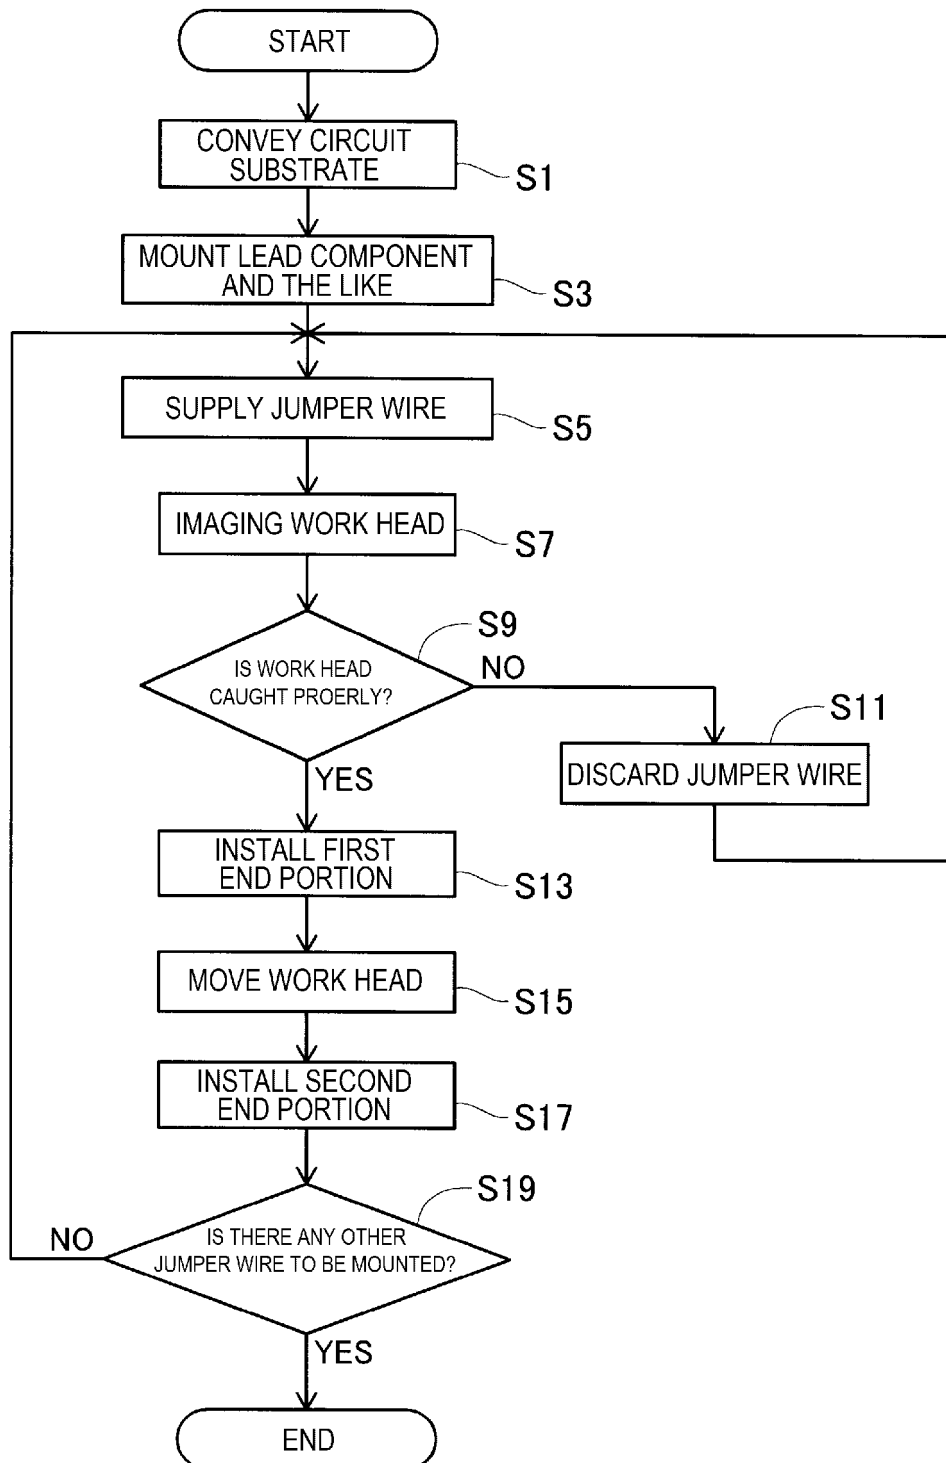 START
CONVEY CIRCUIT
SUBSTRATE
S1
MOUNT LEAD COMPONENT
AND THE LIKE
S3
SUPPLY JUMPER WIRE
S5
IMAGING WORK HEAD
S7
S9
IS WORK HEAD
CAUGHT PROERLY?
NO
YES
S11
DISCARD JUMPER WIRE
INSTALL FIRST
END PORTION
S13
MOVE WORK HEAD
S15
INSTALL SECOND
END PORTION
S17
S19
IS THERE ANY OTHER
JUMPER WIRE TO BE MOUNTED?
NO
YES
END